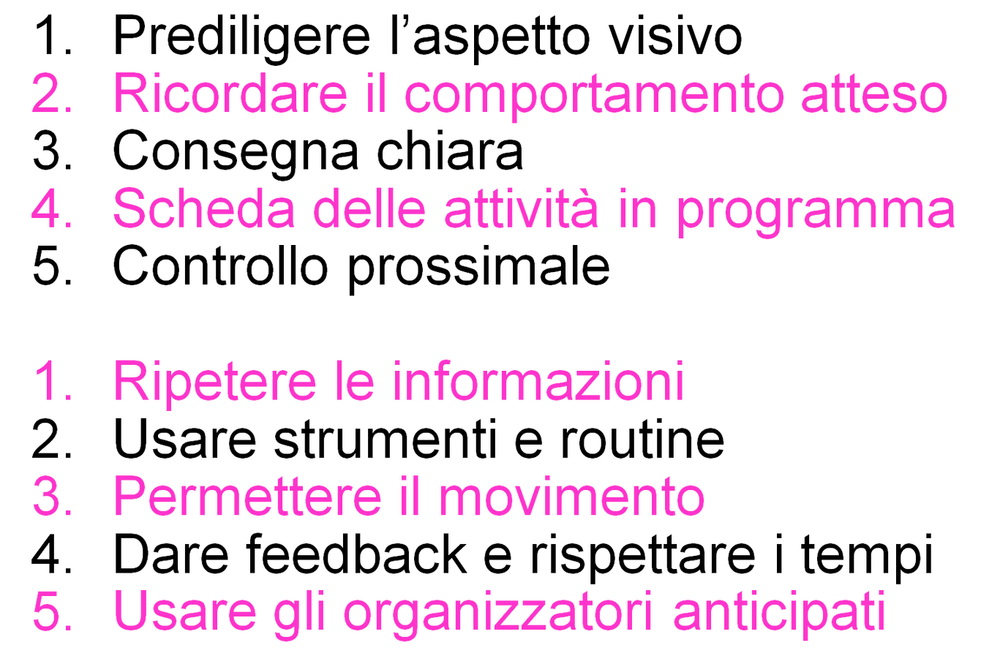 1. Prediligere l’aspetto visivo
2. Ricordare il comportamento atteso
3. Consegna chiara
4. Scheda delle attività in programma
5. Controllo prossimale
1. Ripetere le informazioni
2. Usare strumenti e routine
3. Permettere il movimento
4. Dare feedback e rispettare i tempi
5. Usare gli organizzatori anticipati